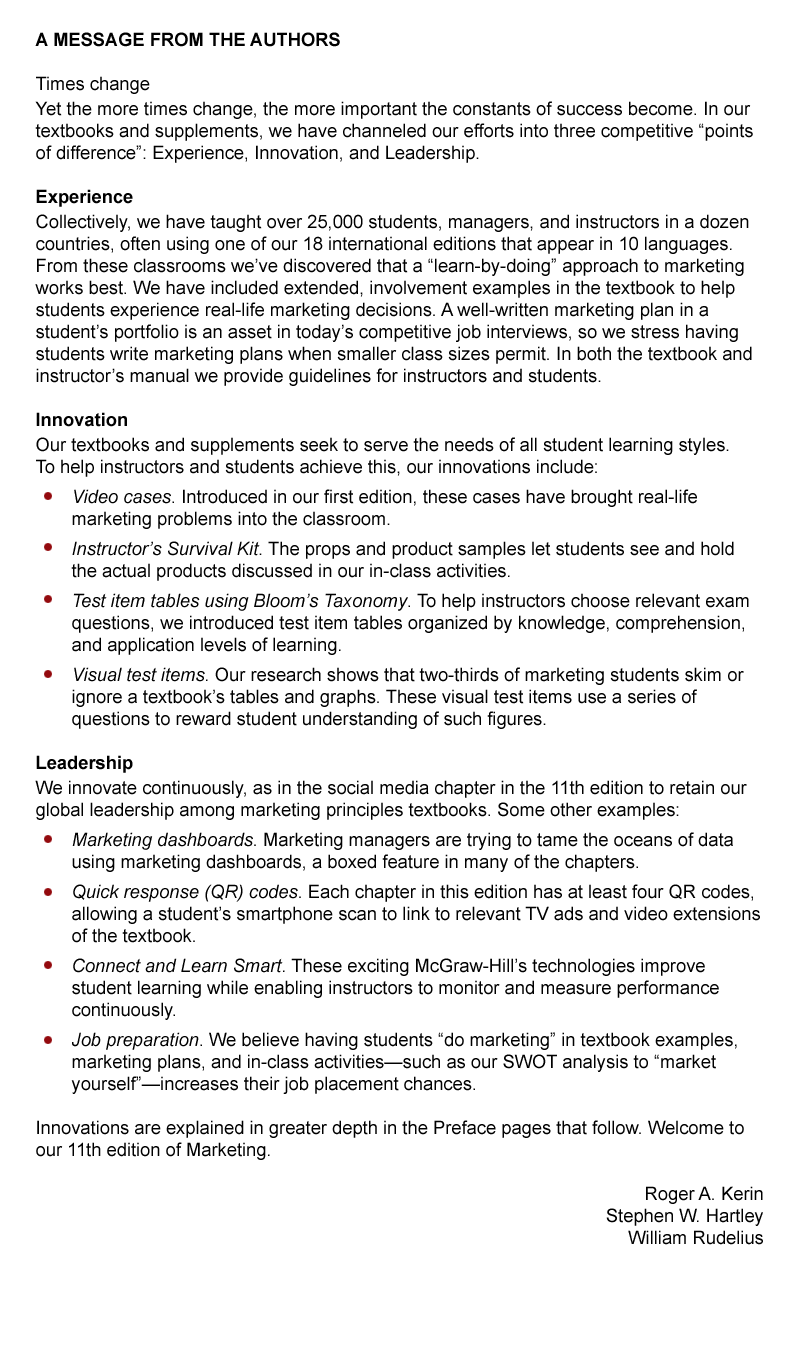 A MESSAGE FROM THE AUTHORS
Times change
Yet the more times change, the more important the constants of success become. In our
textbooks and supplements, we have channeled our efforts into three competitive “points
of difference”: Experience, Innovation, and Leadership.
Experience
Collectively, we have taught over 25,000 students, managers, and instructors in a dozen
countries, often using one of our 18 international editions that appear in 10 languages.
From these classrooms we’ve discovered that a “learn-by-doing” approach to marketing
works best. We have included extended, involvement examples in the textbook to help
students experience real-life marketing decisions. A well-written marketing plan in a
student’s portfolio is an asset in today’s competitive job interviews, so we stress having
students write marketing plans when smaller class sizes permit. In both the textbook and
instructor’s manual we provide guidelines for instructors and students.
Innovation
Our textbooks and supplements seek to serve the needs of all student learning styles.
To help instructors and students achieve this, our innovations include:
• Video cases. Introduced in our first edition, these cases have brought real-life
marketing problems into the classroom.
• Instructor’s Survival Kit. The props and product samples let students see and hold
the actual products discussed in our in-class activities.
• Test item tables using Bloom’s Taxonomy. To help instructors choose relevant exam
questions, we introduced test item tables organized by knowledge, comprehension,
and application levels of learning.
• Visual test items. Our research shows that two-thirds of marketing students skim or
ignore a textbook’s tables and graphs. These visual test items use a series of
questions to reward student understanding of such figures.
Leadership
We innovate continuously, as in the social media chapter in the 11th edition to retain our
global leadership among marketing principles textbooks. Some other examples:
• Marketing dashboards. Marketing managers are trying to tame the oceans of data
using marketing dashboards, a boxed feature in many of the chapters.
• Quick response (QR) codes. Each chapter in this edition has at least four QR codes,
allowing a student’s smartphone scan to link to relevant TV ads and video extensions
of the textbook.
• Connect and Learn Smart. These exciting McGraw-Hill’s technologies improve
student learning while enabling instructors to monitor and measure performance
continuously.
• Job preparation. We believe having students “do marketing” in textbook examples,
marketing plans, and in-class activities—such as our SWOT analysis to “market
yourself”—increases their job placement chances.
Innovations are explained in greater depth in the Preface pages that follow. Welcome to
our 11th edition of Marketing.
Roger A. Kerin
Stephen W. Hartley
William Rudelius